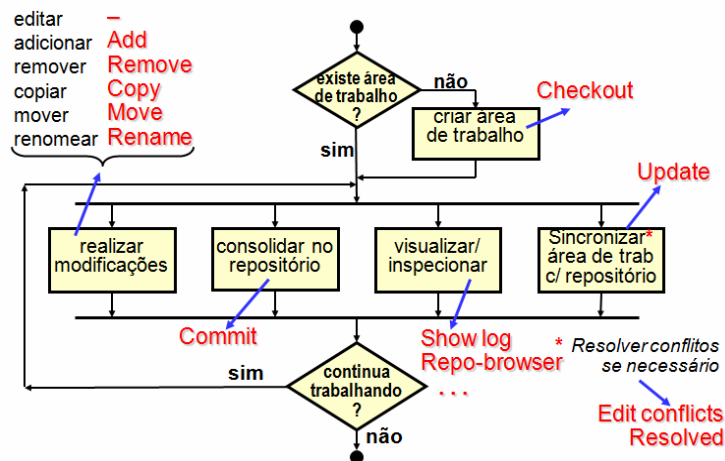 editar –
adicionar Add
remover Remove
copiar Copy
mover Move
renomear Rename
existe área
de trabalho
?
não
sim
criar área
de trabalho
Checkout
Update
realizar
modificações
consolidar no
repositório
visualizar/
inspecionar
Sincronizar*
área de trab
c/ repositório
Commit
Show log
Repo-browser
. . .
* Resolver conflitos
se necessário
Edit conflicts
Resolved
continua
trabalhando
?
sim
não